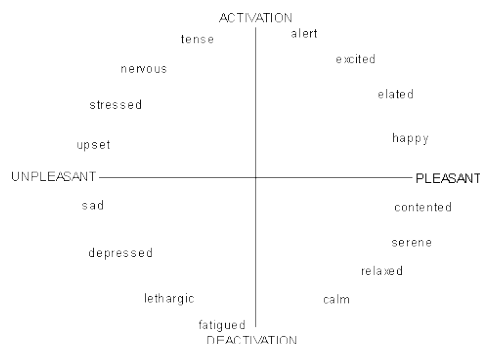 ACTIVATION
tense
alert
nervous
excited
stressed
elated
upset
happy
UNPLEASANT
PLEASANT
sad
contented
depressed
serene
relaxed
lethargic
calm
fatigued
DEACTIVATION